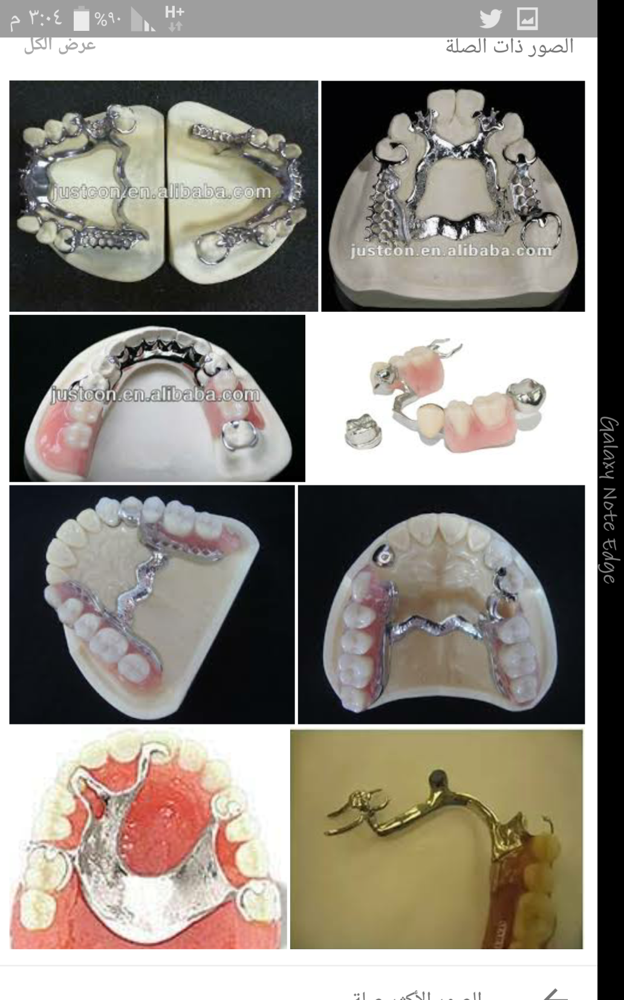 ٣:٠٤ م
%٩٠
H+
الصور ذات الصلة
عرض الكل
justcon.en.alibaba.com
justcon.en.alibaba.com
justcon.en.alibaba.com
Galaxy Note Edge